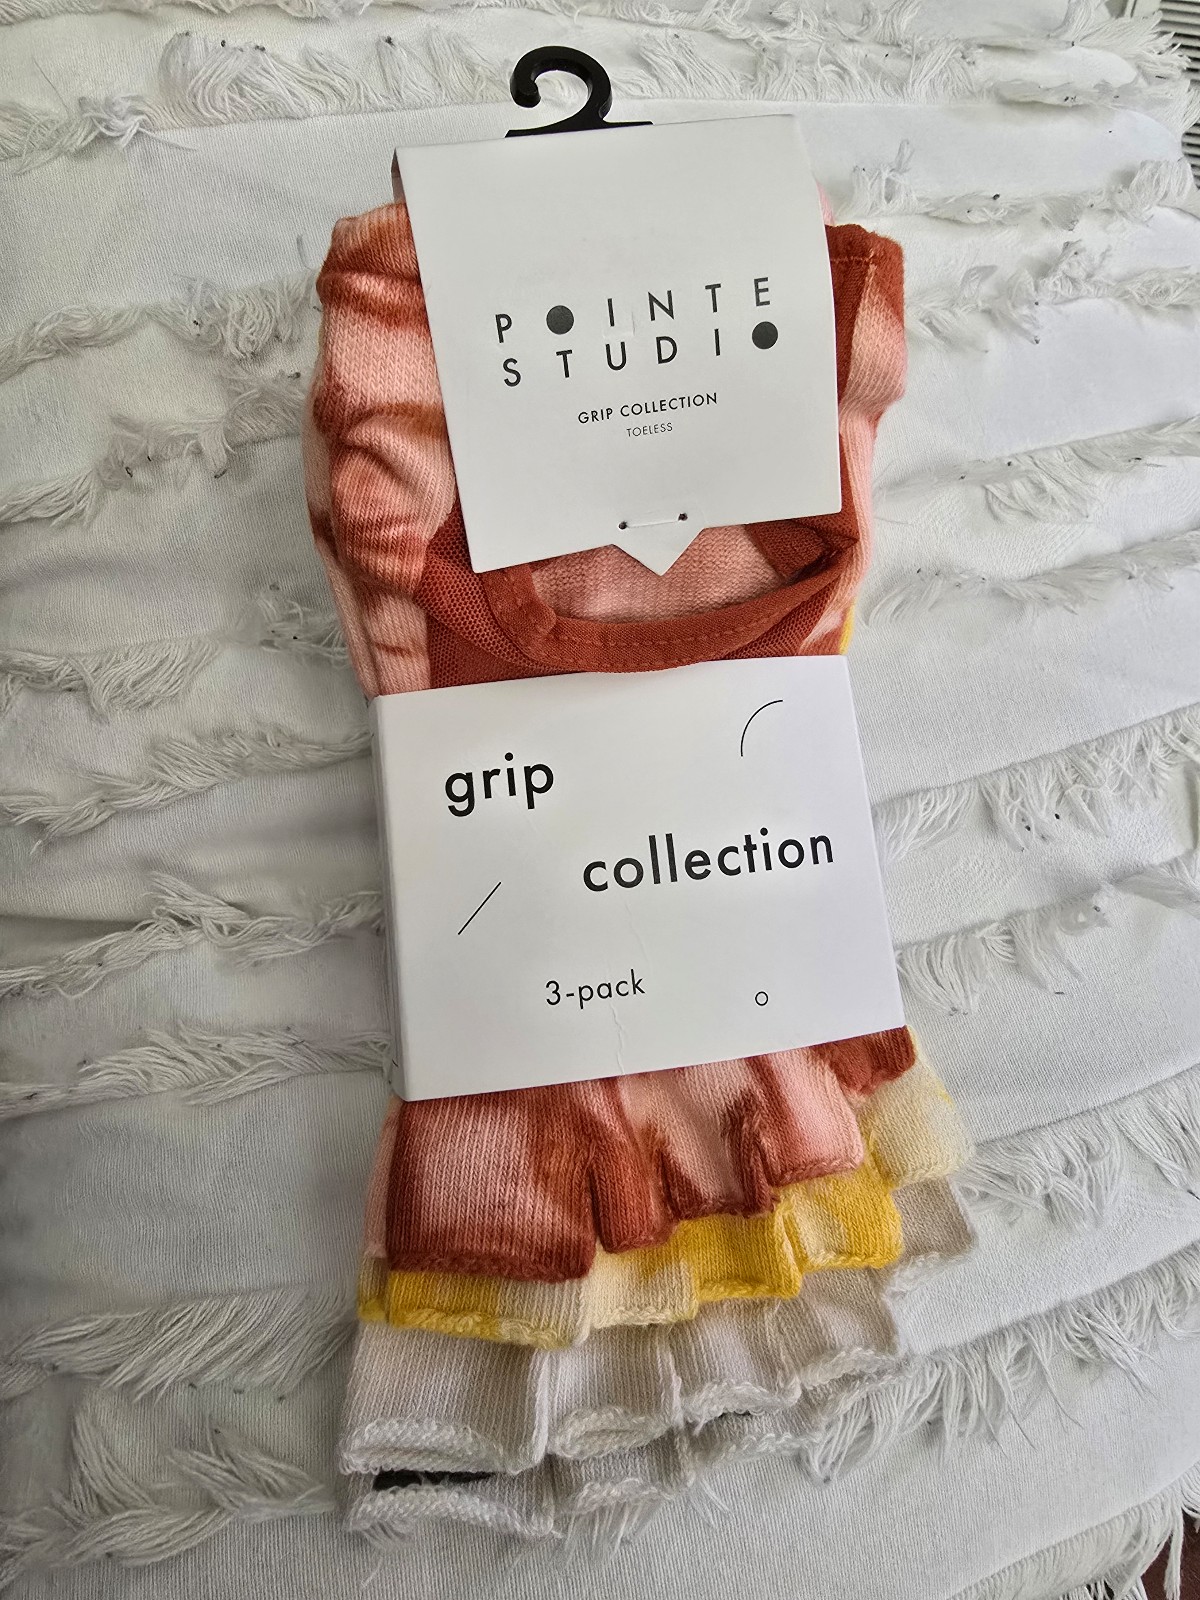 POINTE
STUDIO
GRIP COLLECTION
TOELESS
grip
collection
3-pack